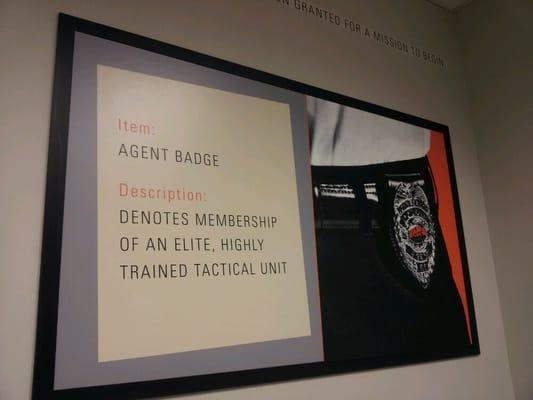 GRANTED FOR A MISSION TO BEGIN
Item:
AGENT BADGE
Description:
DENOTES MEMBERSHIP
OF AN ELITE, HIGHLY
TRAINED TACTICAL UNIT